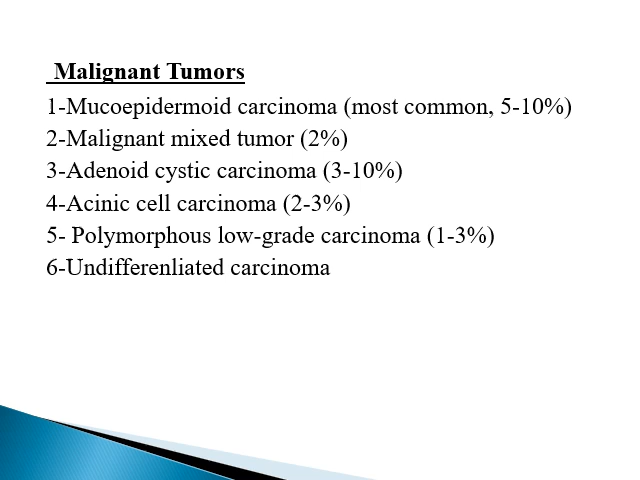 Malignant Tumors
1-Mucoepidermoid carcinoma (most common, 5-10%)
2-Malignant mixed tumor (2%)
3-Adenoid cystic carcinoma (3-10%)
4-Acinic cell carcinoma (2-3%)
5- Polymorphous low-grade carcinoma (1-3%)
6-Undifferenliated carcinoma